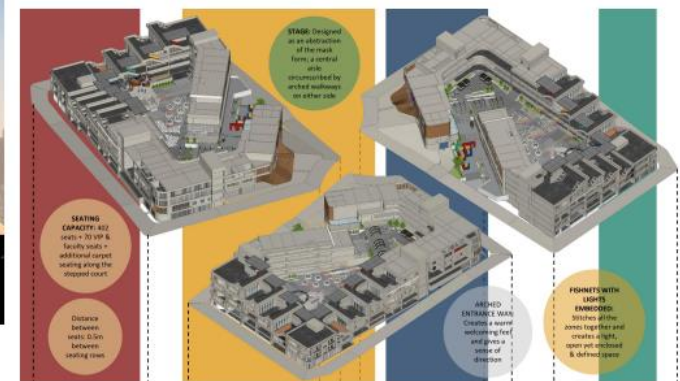 STAGE: Designed
as an abstraction
of the mask
form; a central
aisle
circumscribed by
arched walkways
on either side
SEATING
CAPACITY: 402
seats + 70 VIP &
faculty seats +
additional carpet
seating along the
stepped court
Distance
between
seats: 0.5m
between
seating rows
ARCHED
ENTRANCE WAY:
Creates a warm
welcoming feel
and gives a
sense of
direction
FISHNETS WITH
LIGHTS
EMBEDDED:
Stitches all the
zones together and
creates a light,
open yet enclosed
& defined space